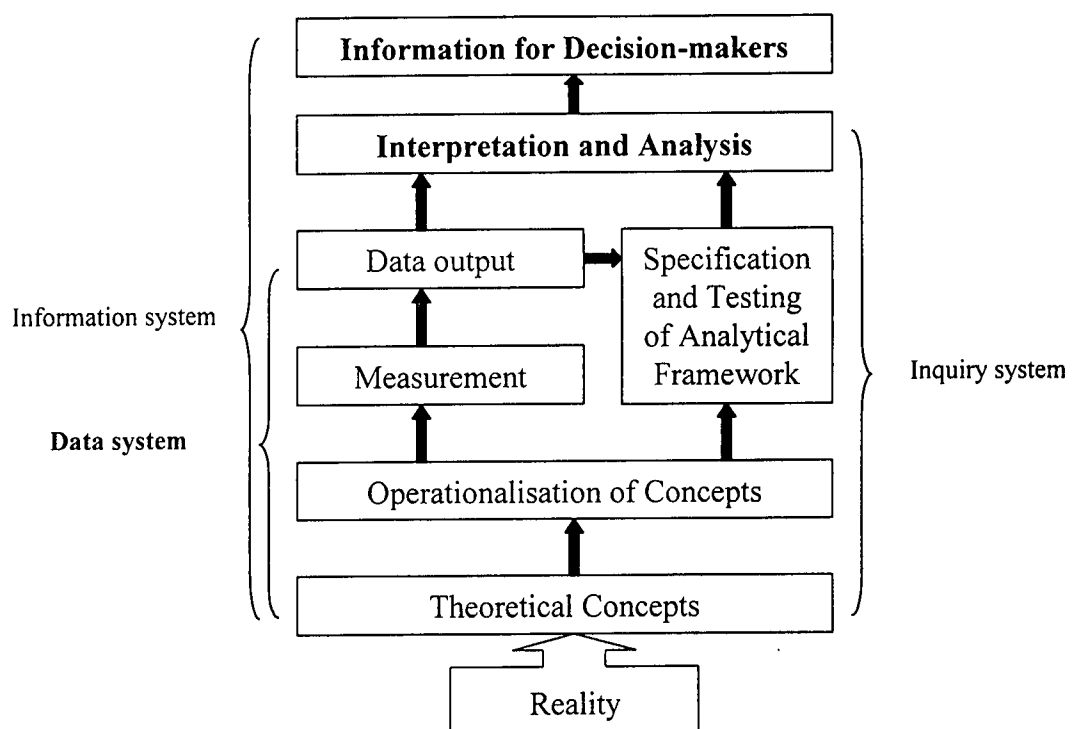 Information for Decision-makers
Interpretation and Analysis
Data output
Specification
and Testing
of Analytical
Framework
Information system
Measurement
Inquiry system
Data system
Operationalisation of Concepts
Theoretical Concepts
Reality